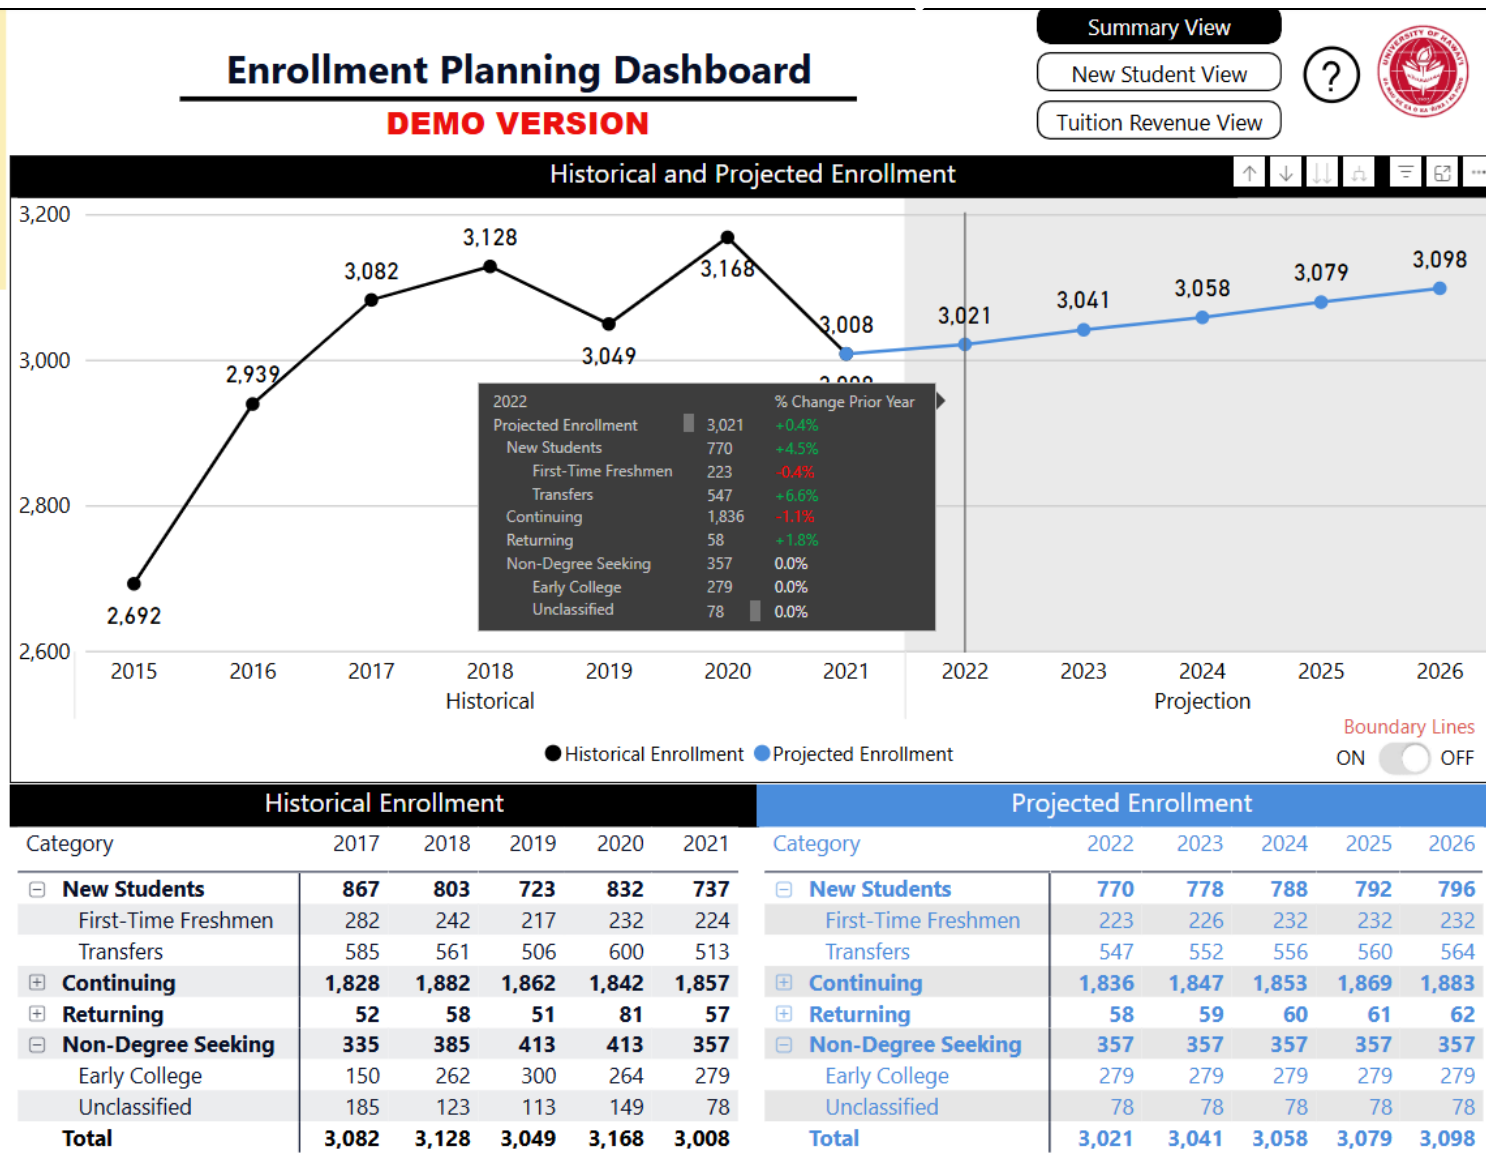 Summary View
Enrollment Planning Dashboard
New Student View
?
DEMO VERSION
Tuition Revenue View
Historical and Projected Enrollment
3,200
3,000
2,800
2,600
2,692
2,939
3,082
3,128
3,049
3,168
3,008
3,021
3,041
3,058
3,079
3,098
2022 % Change Prior Year
Projected Enrollment 3,021 +0.4%
New Students 770 +4.5%
First-Time Freshmen 223 -0.4%
Transfers 547 +6.6%
Continuing 1,836 -1.1%
Returning 58 +1.8%
Non-Degree Seeking 357 0.0%
Early College 279 0.0%
Unclassified 78 0.0%
2015 2016 2017 2018 2019 2020 2021 2022 2023 2024 2025 2026
Historical Projection
Boundary Lines
Historical Enrollment Projected Enrollment
ON OFF
Historical Enrollment
Category 2017 2018 2019 2020 2021
New Students 867 803 723 832 737
First-Time Freshmen 282 242 217 232 224
Transfers 585 561 506 600 513
Continuing 1,828 1,882 1,862 1,842 1,857
Returning 52 58 51 81 57
Non-Degree Seeking 335 385 413 413 357
Early College 150 262 300 264 279
Unclassified 185 123 113 149 78
Total 3,082 3,128 3,049 3,168 3,008
Projected Enrollment
Category 2022 2023 2024 2025 2026
New Students 770 778 788 792 796
First-Time Freshmen 223 226 232 232 232
Transfers 547 552 556 560 564
Continuing 1,836 1,847 1,853 1,869 1,883
Returning 58 59 60 61 62
Non-Degree Seeking 357 357 357 357 357
Early College 279 279 279 279 279
Unclassified 78 78 78 78 78
Total 3,021 3,041 3,058 3,079 3,098